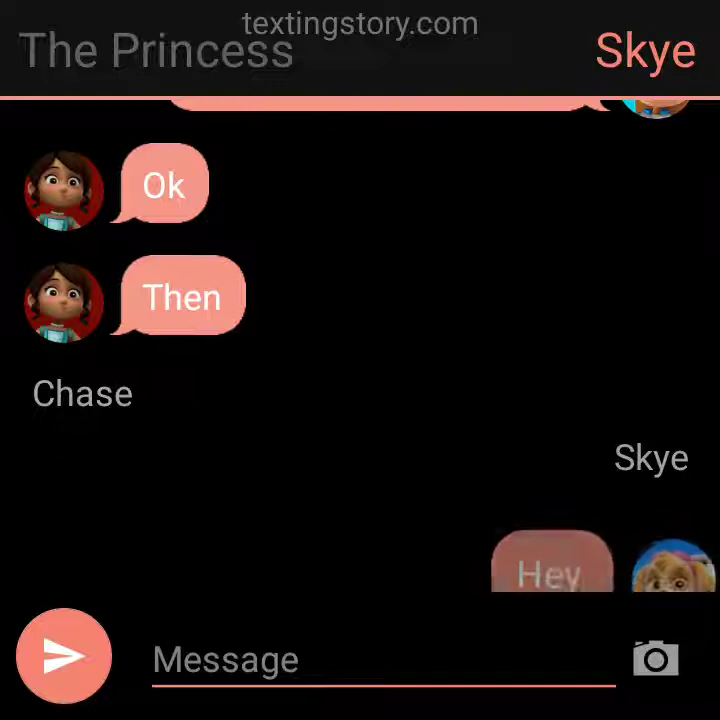 textingstory.com
The Princess
Skye
Ok
Then
Chase
Skye
Hey
Message